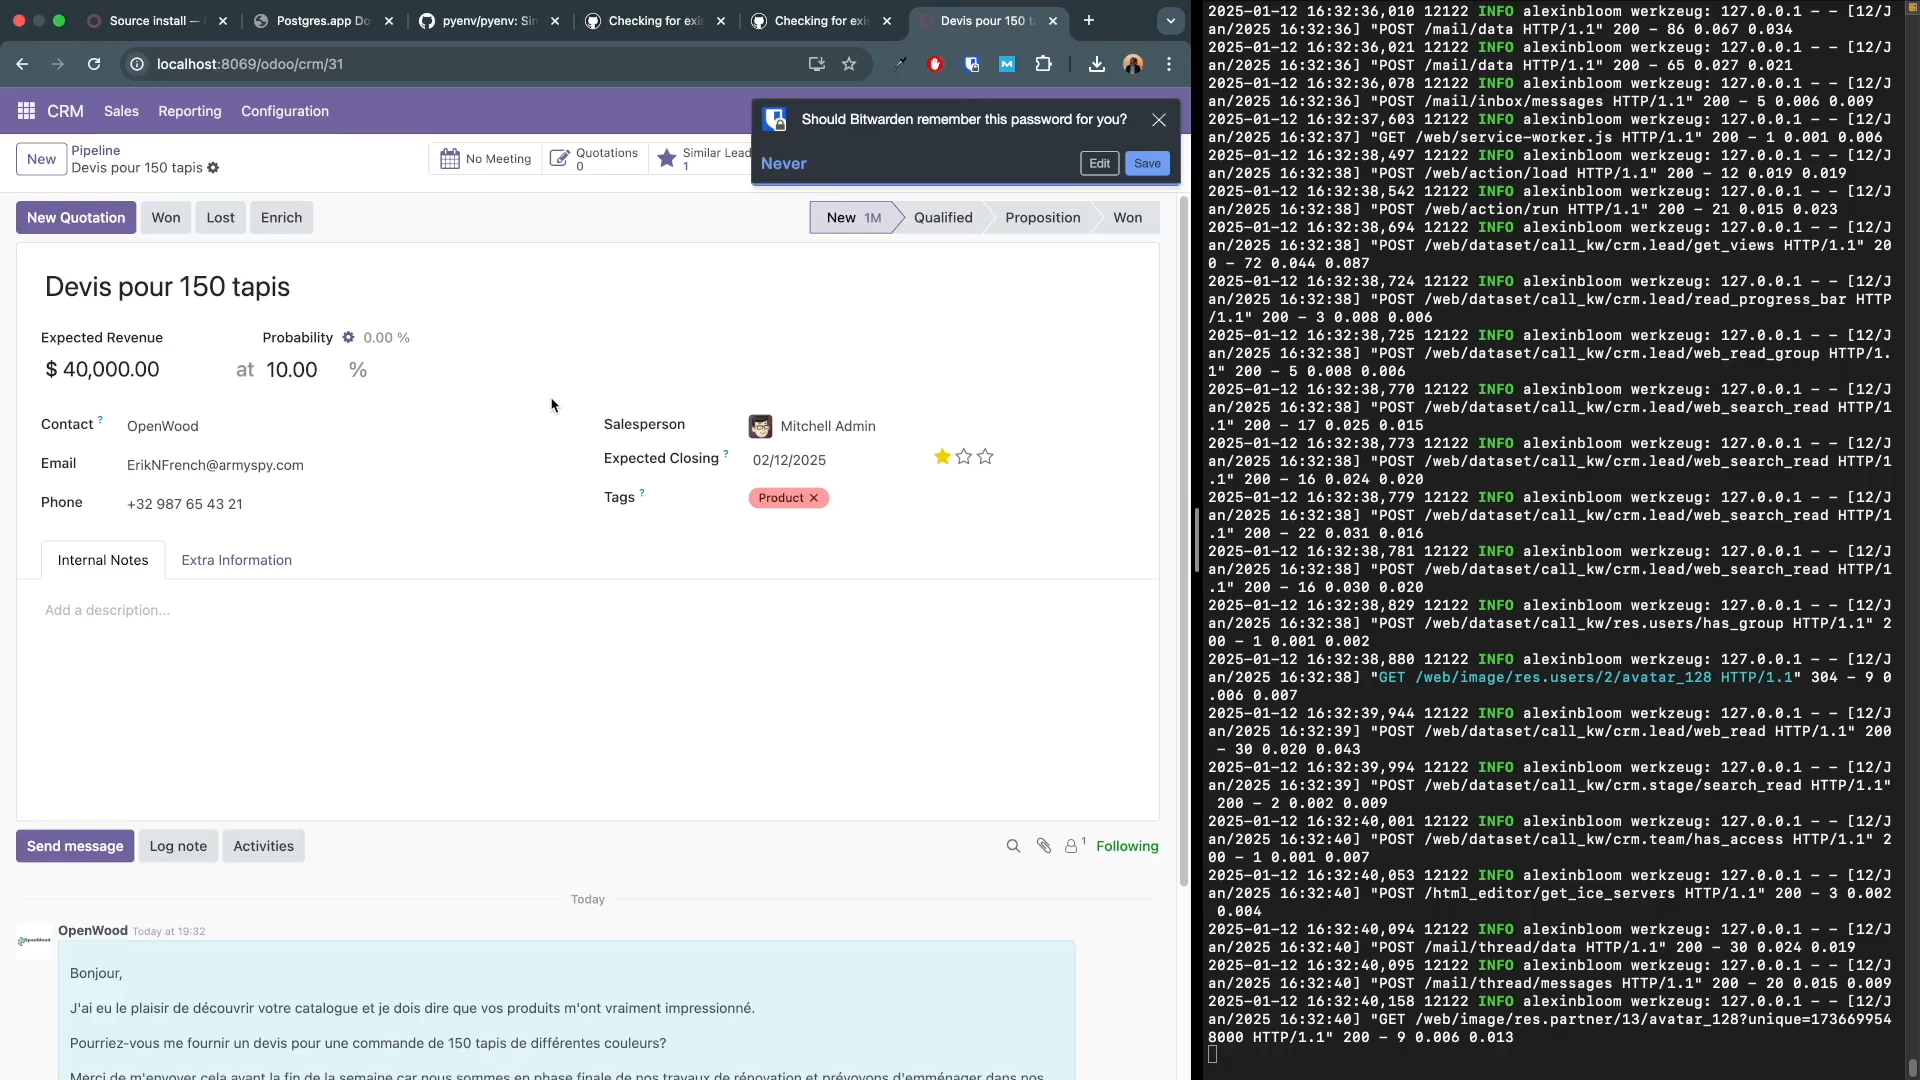 Source install —
Postgres.app Do
pyenv/pyenv: Sin
Checking for exis
Checking for exis
Devis pour 150 t
localhost:8069/odoo/crm/31
CRM Sales Reporting Configuration
Should Bitwarden remember this password for you?
Never Edit Save
New Pipeline
Devis pour 150 tapis
No Meeting
Quotations
0
Similar Lead
1
New Quotation Won Lost Enrich
New 1M Qualified Proposition Won
Devis pour 150 tapis
Expected Revenue Probability 0.00 %
$ 40,000.00 at 10.00 %
Contact ? OpenWood
Email ErikNFrench@armyspy.com
Phone +32 987 65 43 21
Salesperson Mitchell Admin
Expected Closing ? 02/12/2025
Tags ? Product
Internal Notes Extra Information
Add a description...
Send message Log note Activities
1 Following
Today
OpenWood Today at 19:32
OpenWood
Bonjour,
J'ai eu le plaisir de découvrir votre catalogue et je dois dire que vos produits m'ont vraiment impressionné.
Pourriez-vous me fournir un devis pour une commande de 150 tapis de différentes couleurs?
Merci de m'envoyer cela avant la fin de la semaine car nous sommes en phase finale de nos travaux de rénovation et prévoyons d'emménager dans nos
2025-01-12 16:32:36,010 12122 INFO alexinbloom werkzeug: 127.0.0.1 - - [12/J
an/2025 16:32:36] "POST /mail/data HTTP/1.1" 200 - 86 0.067 0.034
2025-01-12 16:32:36,021 12122 INFO alexinbloom werkzeug: 127.0.0.1 - - [12/J
an/2025 16:32:36] "POST /mail/data HTTP/1.1" 200 - 65 0.027 0.021
2025-01-12 16:32:36,078 12122 INFO alexinbloom werkzeug: 127.0.0.1 - - [12/J
an/2025 16:32:36] "POST /mail/inbox/messages HTTP/1.1" 200 - 5 0.006 0.009
2025-01-12 16:32:37,603 12122 INFO alexinbloom werkzeug: 127.0.0.1 - - [12/J
an/2025 16:32:37] "GET /web/service-worker.js HTTP/1.1" 200 - 1 0.001 0.006
2025-01-12 16:32:38,497 12122 INFO alexinbloom werkzeug: 127.0.0.1 - - [12/J
an/2025 16:32:38] "POST /web/action/load HTTP/1.1" 200 - 12 0.019 0.019
2025-01-12 16:32:38,542 12122 INFO alexinbloom werkzeug: 127.0.0.1 - - [12/J
an/2025 16:32:38] "POST /web/action/run HTTP/1.1" 200 - 21 0.015 0.023
2025-01-12 16:32:38,694 12122 INFO alexinbloom werkzeug: 127.0.0.1 - - [12/J
an/2025 16:32:38] "POST /web/dataset/call_kw/crm.lead/get_views HTTP/1.1" 20
0 - 72 0.044 0.087
2025-01-12 16:32:38,724 12122 INFO alexinbloom werkzeug: 127.0.0.1 - - [12/J
an/2025 16:32:38] "POST /web/dataset/call_kw/crm.lead/read_progress_bar HTTP
/1.1" 200 - 3 0.008 0.006
2025-01-12 16:32:38,725 12122 INFO alexinbloom werkzeug: 127.0.0.1 - - [12/J
an/2025 16:32:38] "POST /web/dataset/call_kw/crm.lead/web_read_group HTTP/1.
1" 200 - 5 0.008 0.006
2025-01-12 16:32:38,770 12122 INFO alexinbloom werkzeug: 127.0.0.1 - - [12/J
an/2025 16:32:38] "POST /web/dataset/call_kw/crm.lead/web_search_read HTTP/1
.1" 200 - 17 0.025 0.015
2025-01-12 16:32:38,773 12122 INFO alexinbloom werkzeug: 127.0.0.1 - - [12/J
an/2025 16:32:38] "POST /web/dataset/call_kw/crm.lead/web_search_read HTTP/1
.1" 200 - 16 0.024 0.020
2025-01-12 16:32:38,779 12122 INFO alexinbloom werkzeug: 127.0.0.1 - - [12/J
an/2025 16:32:38] "POST /web/dataset/call_kw/crm.lead/web_search_read HTTP/1
.1" 200 - 22 0.031 0.016
2025-01-12 16:32:38,781 12122 INFO alexinbloom werkzeug: 127.0.0.1 - - [12/J
an/2025 16:32:38] "POST /web/dataset/call_kw/crm.lead/web_search_read HTTP/1
.1" 200 - 16 0.030 0.020
2025-01-12 16:32:38,829 12122 INFO alexinbloom werkzeug: 127.0.0.1 - - [12/J
an/2025 16:32:38] "POST /web/dataset/call_kw/res.users/has_group HTTP/1.1" 2
00 - 1 0.001 0.002
2025-01-12 16:32:38,880 12122 INFO alexinbloom werkzeug: 127.0.0.1 - - [12/J
an/2025 16:32:38] "GET /web/image/res.users/2/avatar_128 HTTP/1.1" 304 - 9 0
.006 0.007
2025-01-12 16:32:39,944 12122 INFO alexinbloom werkzeug: 127.0.0.1 - - [12/J
an/2025 16:32:39] "POST /web/dataset/call_kw/crm.lead/web_read HTTP/1.1" 200
- 30 0.020 0.043
2025-01-12 16:32:39,994 12122 INFO alexinbloom werkzeug: 127.0.0.1 - - [12/J
an/2025 16:32:39] "POST /web/dataset/call_kw/crm.stage/search_read HTTP/1.1"
200 - 2 0.002 0.009
2025-01-12 16:32:40,001 12122 INFO alexinbloom werkzeug: 127.0.0.1 - - [12/J
an/2025 16:32:40] "POST /web/dataset/call_kw/crm.team/has_access HTTP/1.1" 2
00 - 1 0.001 0.007
2025-01-12 16:32:40,053 12122 INFO alexinbloom werkzeug: 127.0.0.1 - - [12/J
an/2025 16:32:40] "POST /html_editor/get_ice_servers HTTP/1.1" 200 - 3 0.002
0.004
2025-01-12 16:32:40,094 12122 INFO alexinbloom werkzeug: 127.0.0.1 - - [12/J
an/2025 16:32:40] "POST /mail/thread/data HTTP/1.1" 200 - 30 0.024 0.019
2025-01-12 16:32:40,095 12122 INFO alexinbloom werkzeug: 127.0.0.1 - - [12/J
an/2025 16:32:40] "POST /mail/thread/messages HTTP/1.1" 200 - 20 0.015 0.009
2025-01-12 16:32:40,158 12122 INFO alexinbloom werkzeug: 127.0.0.1 - - [12/J
an/2025 16:32:40] "GET /web/image/res.partner/13/avatar_128?unique=173669954
8000 HTTP/1.1" 200 - 9 0.006 0.013